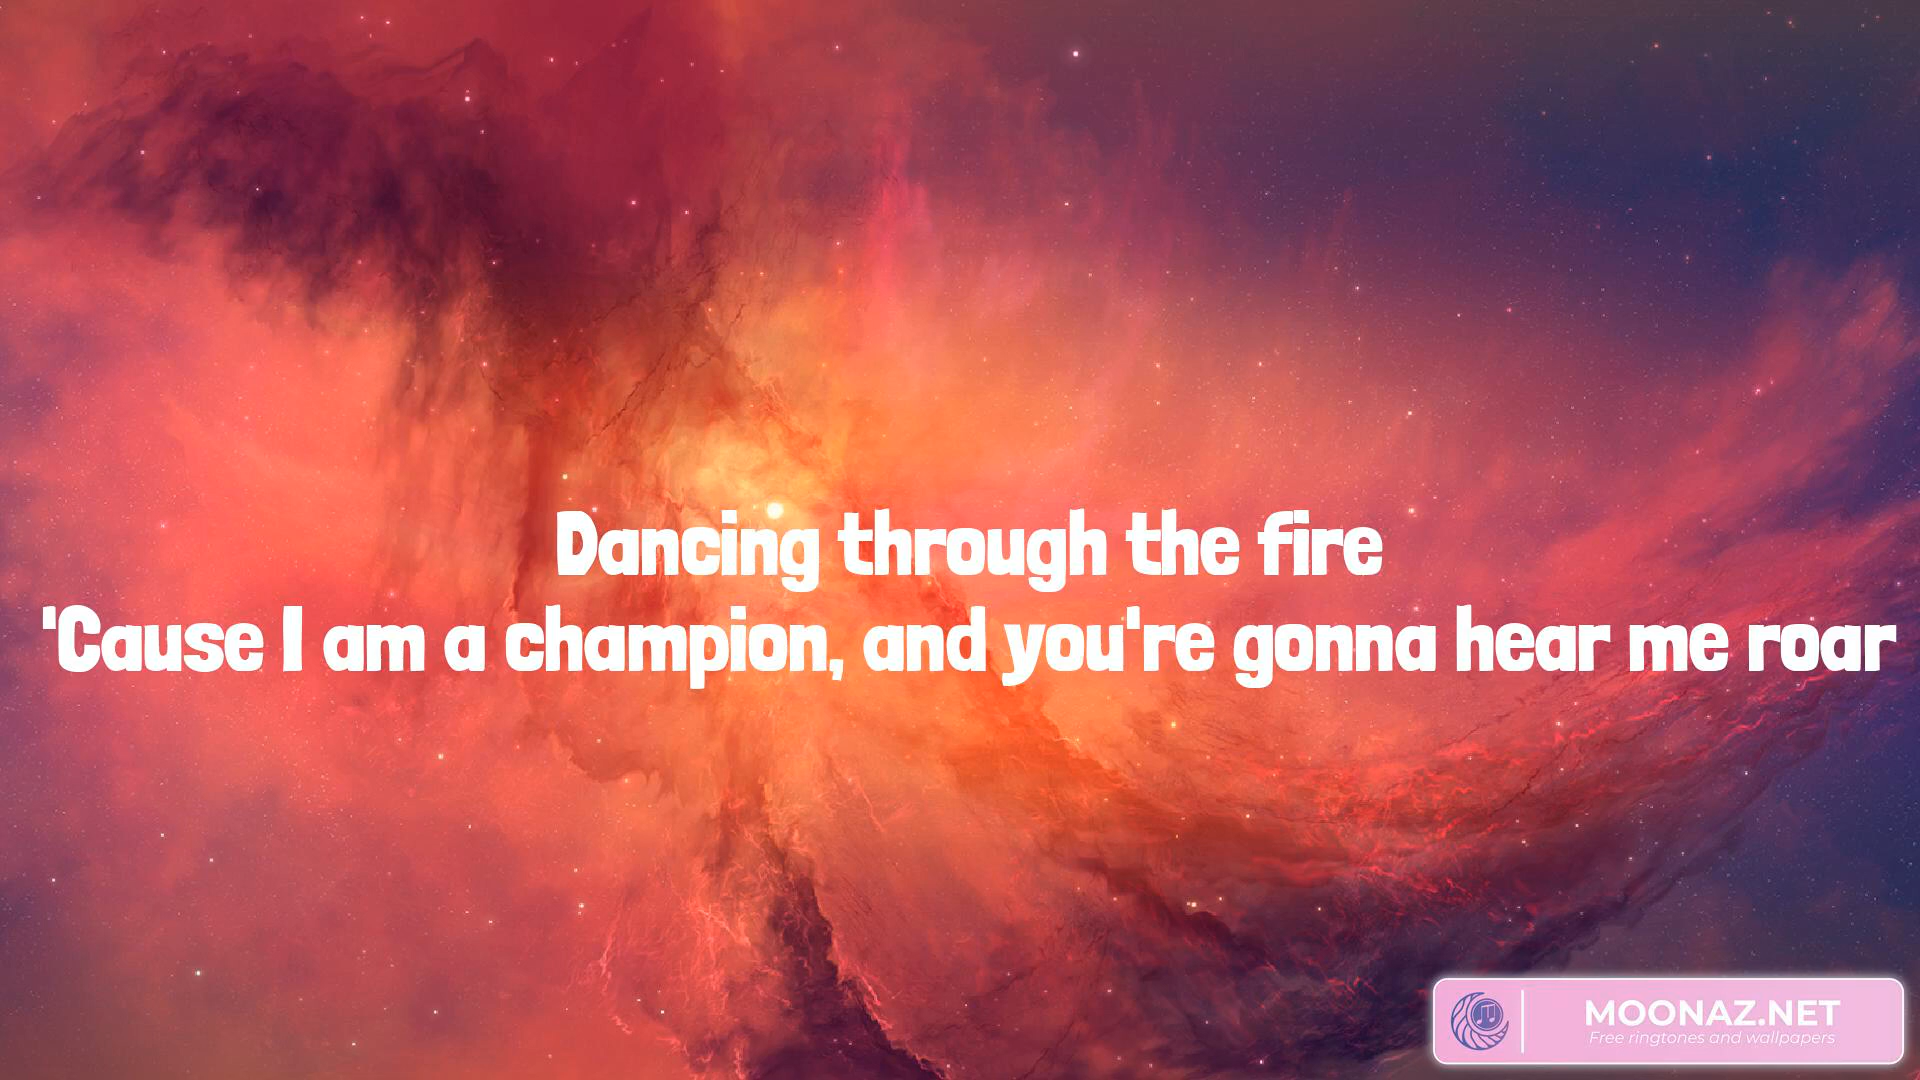 Dancing through the fire
'Cause I am a champion, and you're gonna hear me roar
MOONAZ.NET
Free ringtones and wallpapers